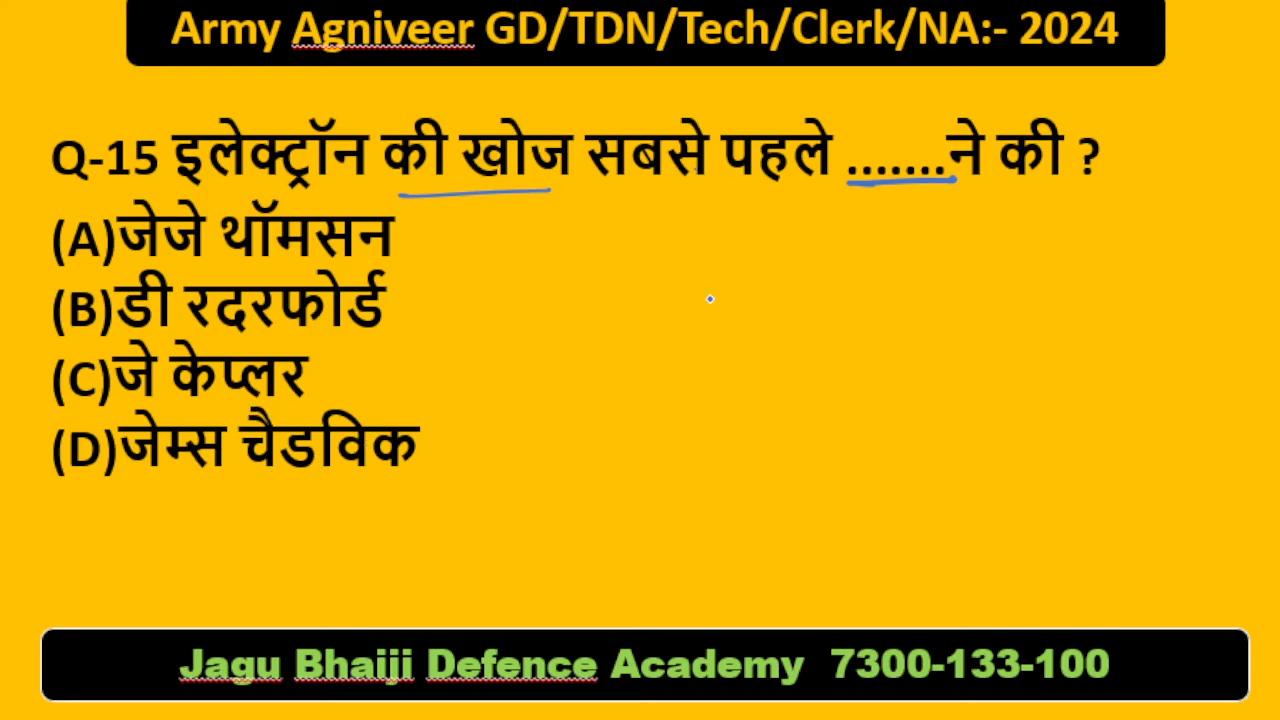 Army Agniveer GD/TDN/Tech/Clerk/NA:- 2024
Q-15 इलेक्ट्रॉन की खोज सबसे पहले .......ने की ?
(A)जेजे थॉमसन
(B)डी रदरफोर्ड
(C)जे केप्लर
(D)जेम्स चैडविक
Jagu Bhaiji Defence Academy 7300-133-100